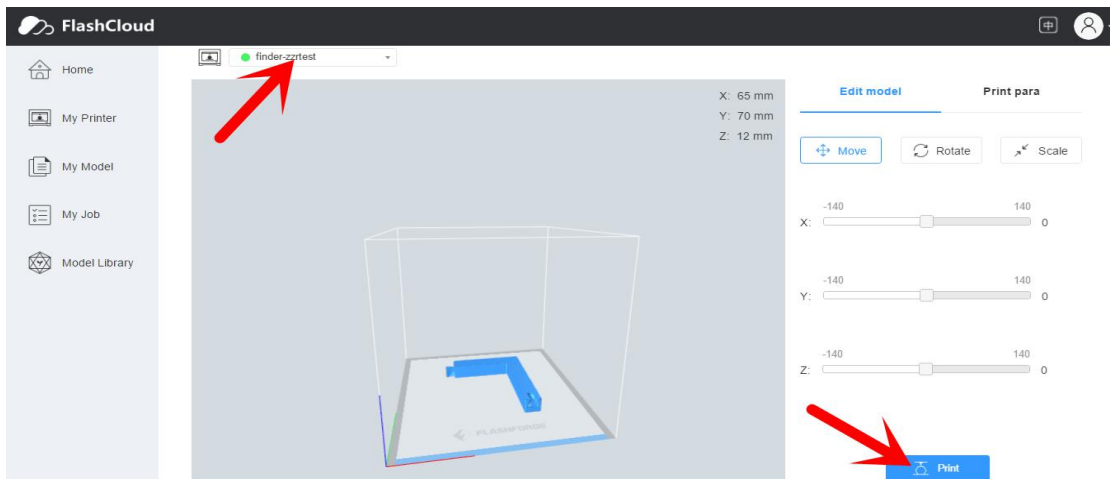 FlashCloud
中
finder-zzrtest
Home
My Printer
My Model
My Job
Model Library
X: 65 mm
Y: 70 mm
Z: 12 mm
FLASHFORGE
Edit model
Print para
Move
Rotate
Scale
-140 140
X: 0
-140 140
Y: 0
-140 140
Z: 0
Print